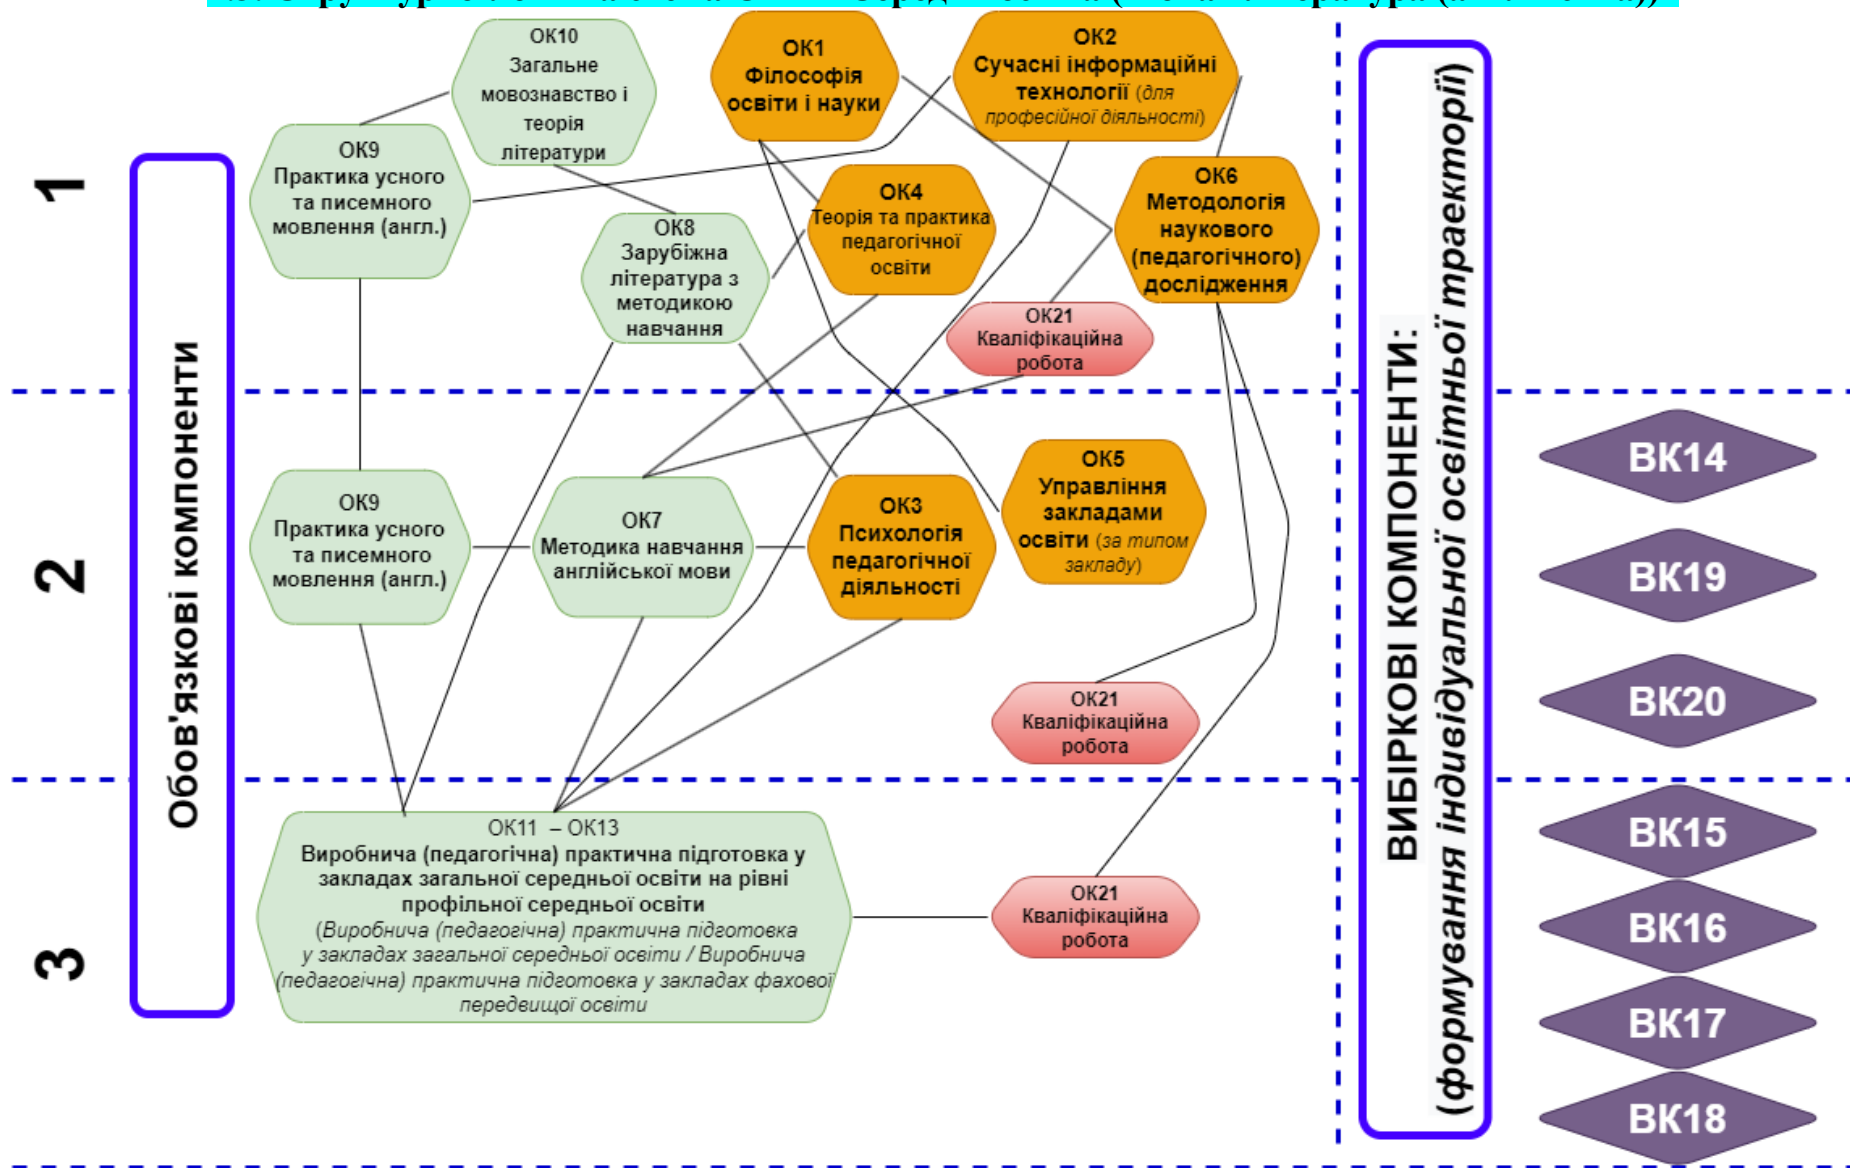 1
2
3
Обов'язкові компоненти
ОК10
Загальне
мовознавство і
теорія
літератури
ОК1
Філософія
освіти і науки
ОК2
Сучасні інформаційні
технології (для
професійної діяльності)
ОК9
Практика усного
та писемного
мовлення (англ.)
ОК8
Зарубіжна
література з
методикою
навчання
ОК4
Теорія та практика
педагогічної
освіти
ОК6
Методологія
наукового
(педагогічного)
дослідження
ОК21
Кваліфікаційна
робота
ОК9
Практика усного
та писемного
мовлення (англ.)
ОК7
Методика навчання
англійської мови
ОК3
Психологія
педагогічної
діяльності
ОК5
Управління
закладами
освіти (за типом
закладу)
ОК21
Кваліфікаційна
робота
ОК11 – ОК13
Виробнича (педагогічна) практична підготовка у
закладах загальної середньої освіти на рівні
профільної середньої освіти
(Виробнича (педагогічна) практична підготовка
у закладах загальної середньої освіти / Виробнича
(педагогічна) практична підготовка у закладах фахової
передвищої освіти
ОК21
Кваліфікаційна
робота
ВИБІРКОВІ КОМПОНЕНТИ:
(формування індивідуальної освітньої траекторії)
ВК14
ВК19
ВК20
ВК15
ВК16
ВК17
ВК18